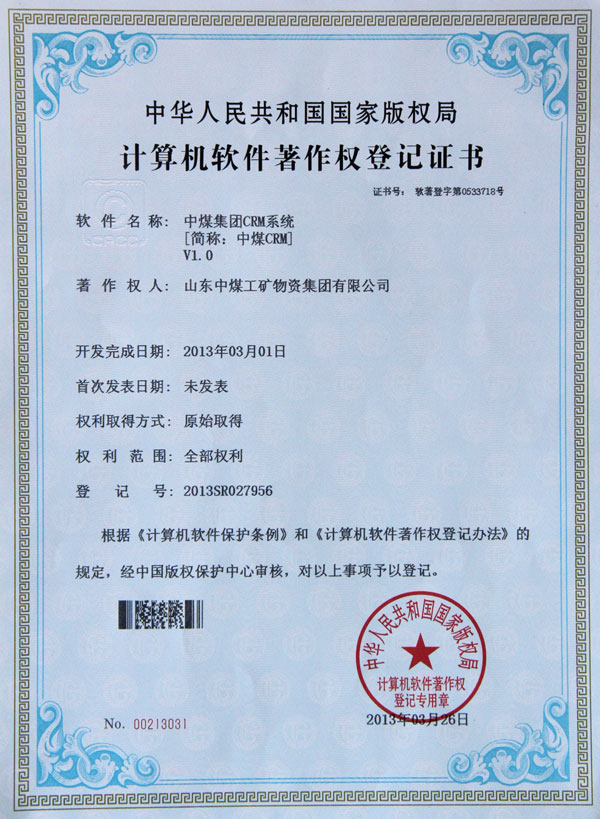 中华人民共和国国家版权局
计算机软件著作权登记证书
证书号： 软著登字第0533718号
CPCC
软件名称： 中煤集团CRM系统
[简称：中煤CRM]
V1.0
著作权人： 山东中煤工矿物资集团有限公司
开发完成日期： 2013年03月01日
首次发表日期： 未发表
权利取得方式： 原始取得
权利范围： 全部权利
登记号： 2013SR027956
根据《计算机软件保护条例》和《计算机软件著作权登记办法》的
规定，经中国版权保护中心审核，对以上事项予以登记。
中华人民共和国国家版权局
计算机软件著作权
登记专用章
No. 00213031
2013年03月26日